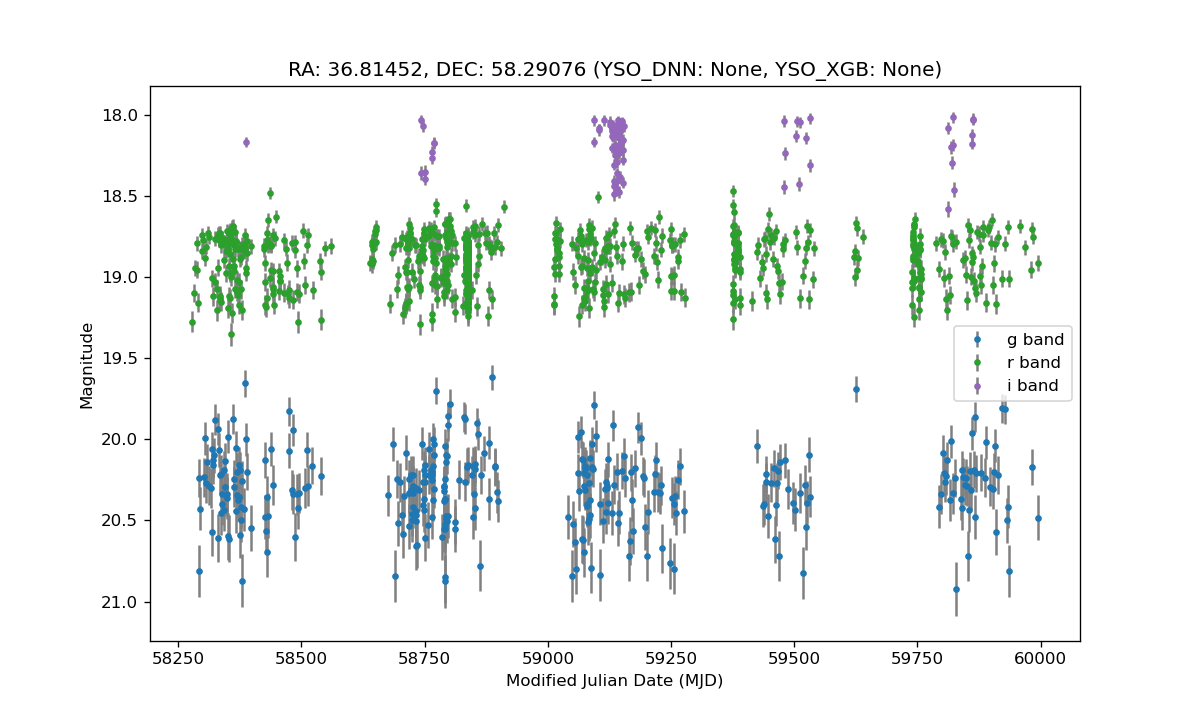 RA: 36.81452, DEC: 58.29076 (YSO_DNN: None, YSO_XGB: None)
18.0
18.5
19.0
19.5
20.0
20.5
21.0
Magnitude
g band
r band
i band
58250 58500 58750 59000 59250 59500 59750 60000
Modified Julian Date (MJD)